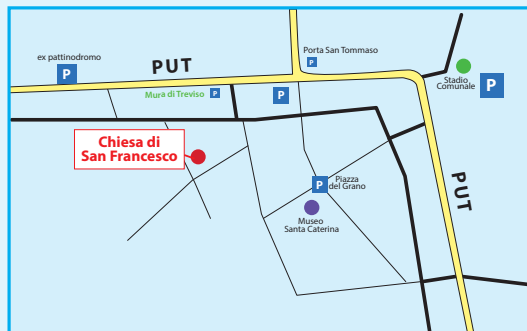 ex pattinodromo
P
PUT
Porta San Tommaso
P
Mura di Treviso
P
P
Stadio
Comunale
P
Chiesa di
San Francesco
P
Piazza
del Grano
Museo
Santa Caterina
PUT